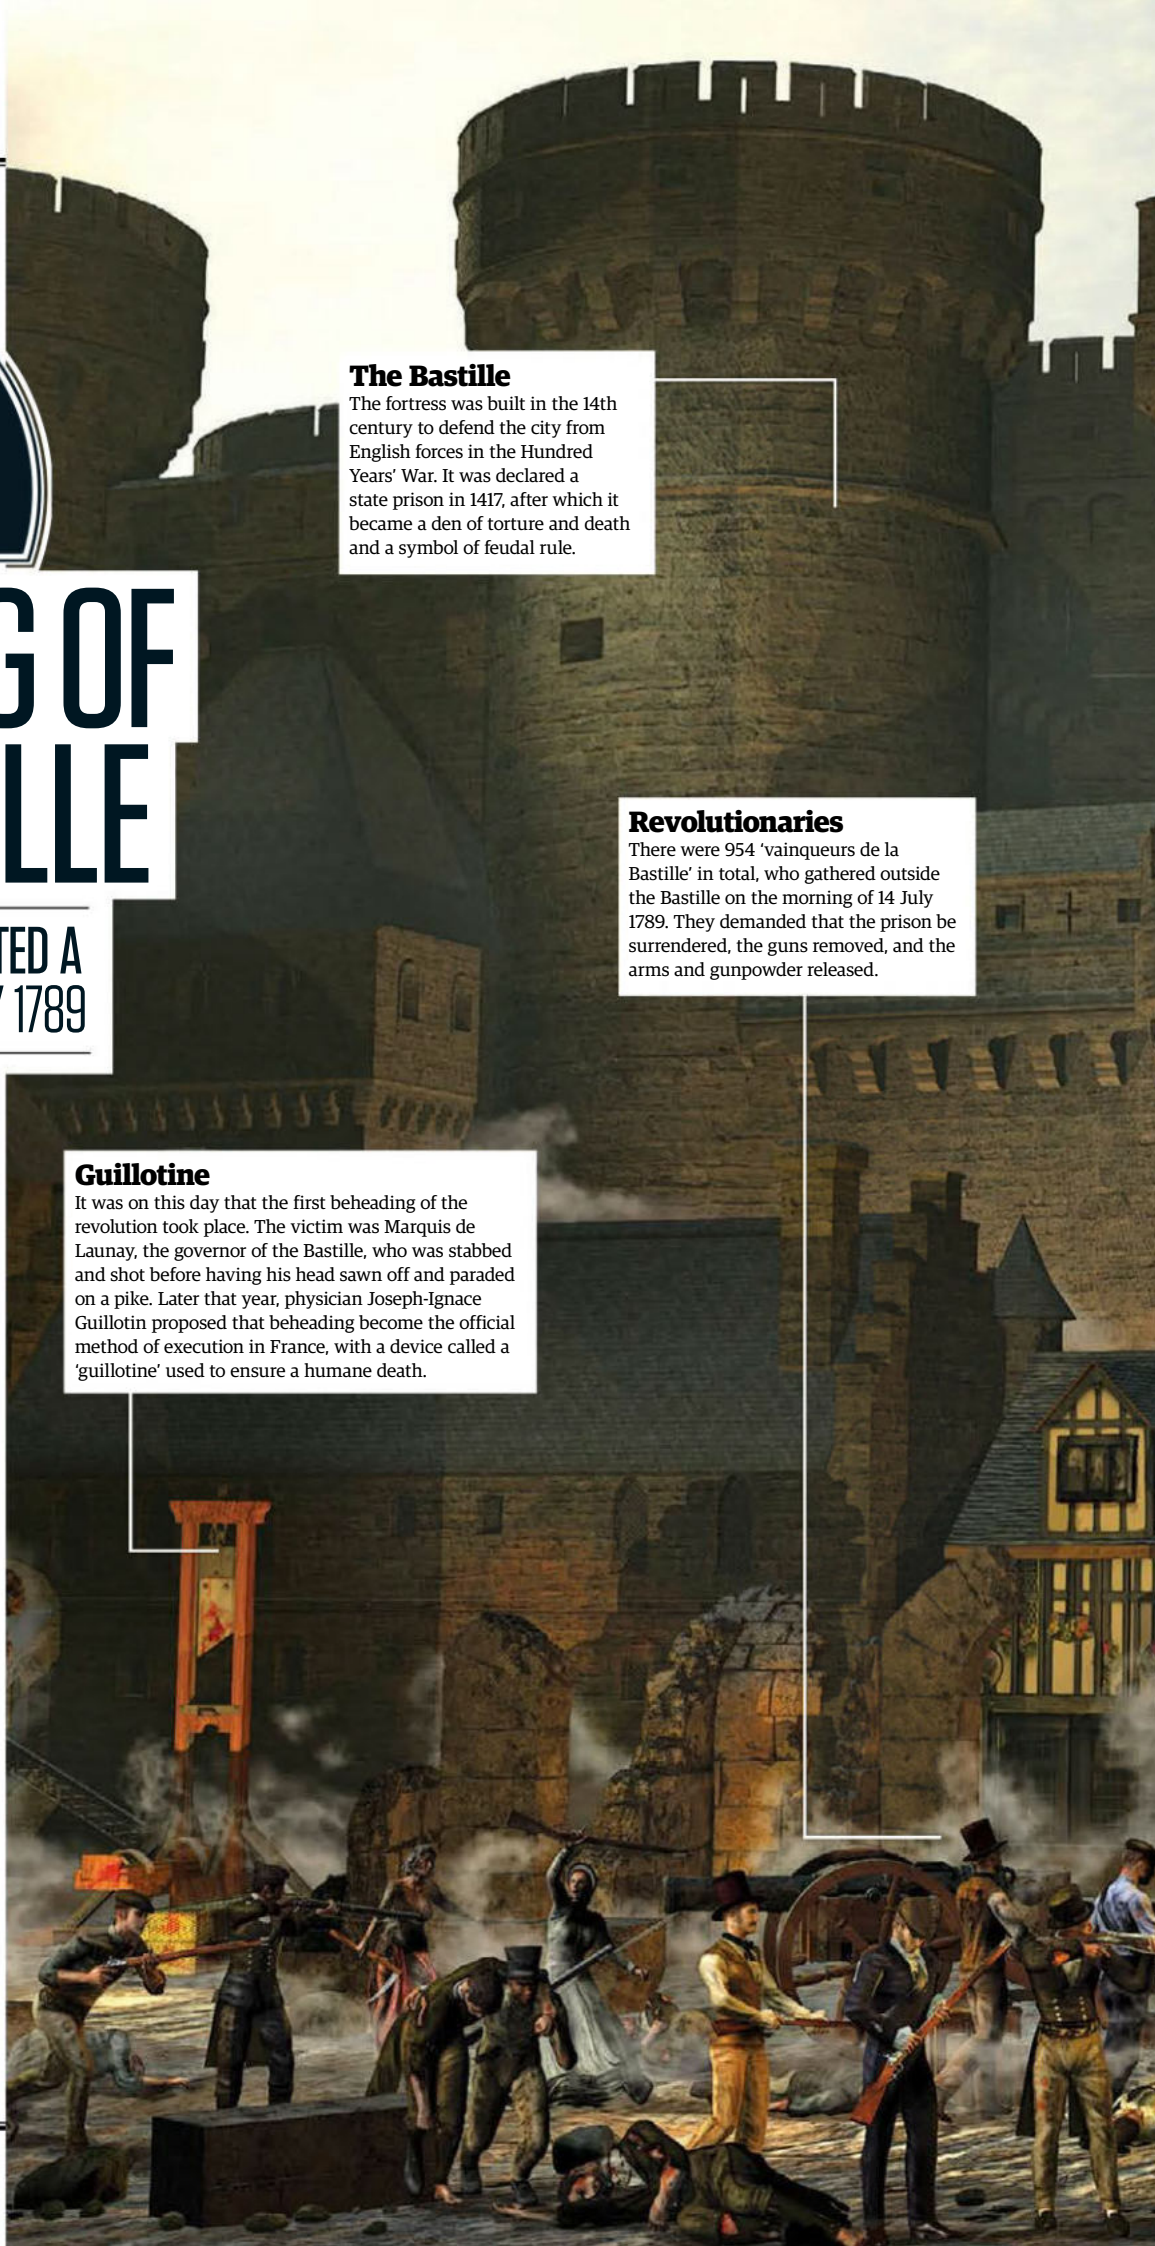 The Bastille
The fortress was built in the 14th
century to defend the city from
English forces in the Hundred
Years’ War. It was declared a
state prison in 1417, after which it
became a den of torture and death
and a symbol of feudal rule.
G OF
LLE
TED A
1789
Revolutionaries
There were 954 ‘vainqueurs de la
Bastille’ in total, who gathered outside
the Bastille on the morning of 14 July
1789. They demanded that the prison be
surrendered, the guns removed, and the
arms and gunpowder released.
Guillotine
It was on this day that the first beheading of the
revolution took place. The victim was Marquis de
Launay, the governor of the Bastille, who was stabbed
and shot before having his head sawn off and paraded
on a pike. Later that year, physician Joseph-Ignace
Guillotin proposed that beheading become the official
method of execution in France, with a device called a
‘guillotine’ used to ensure a humane death.